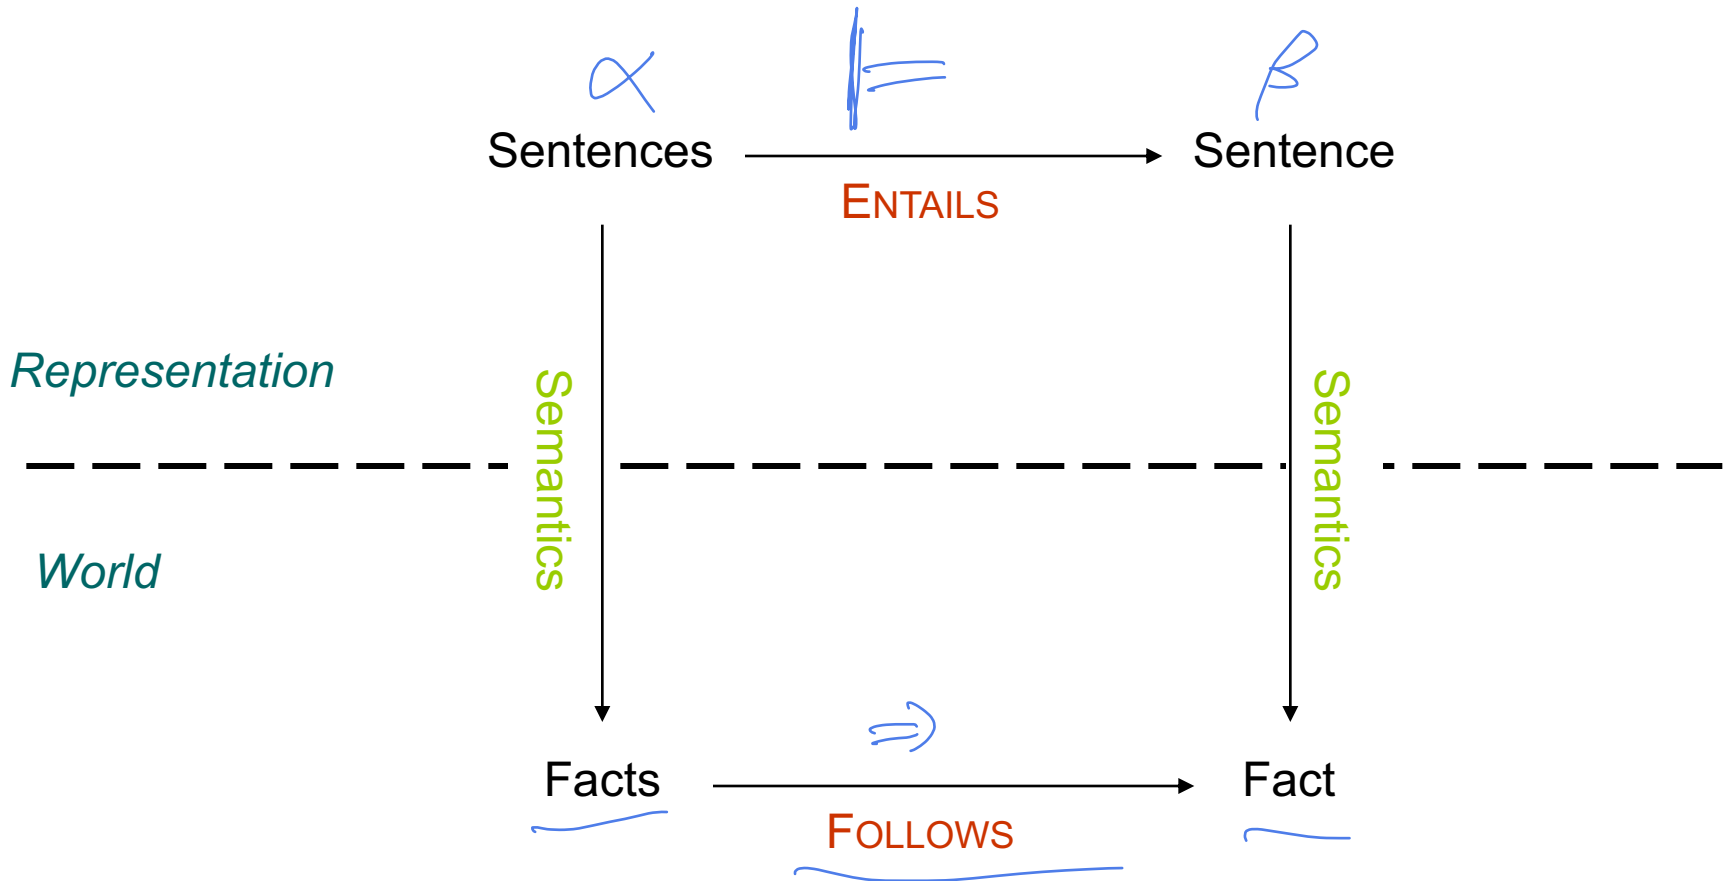 α ⊨ β
Sentences Sentence
ENTAILS
Representation
Semantics Semantics
World
⇒
Facts Fact
FOLLOWS